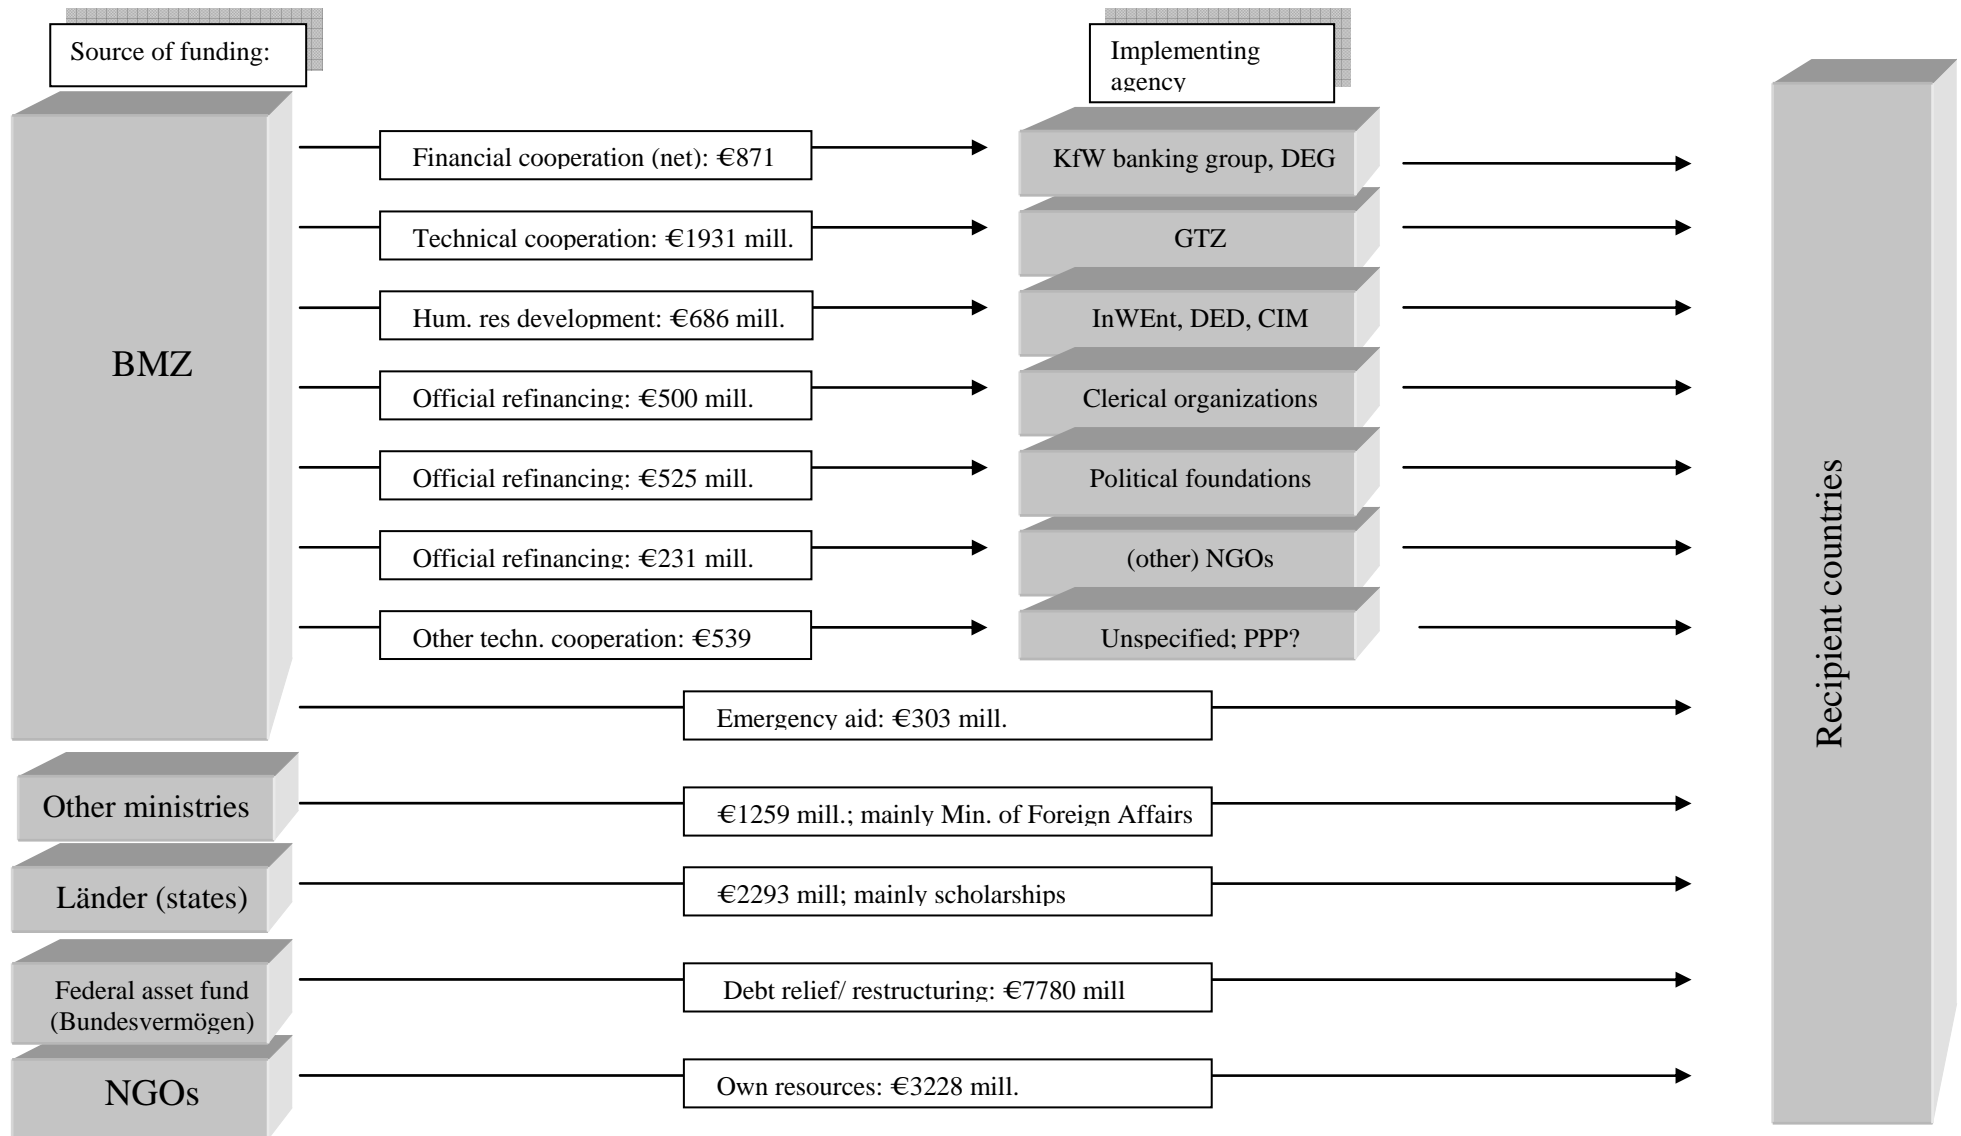 Source of funding:
Implementing
agency
BMZ
Financial cooperation (net): €871
KfW banking group, DEG
Technical cooperation: €1931 mill.
GTZ
Hum. res development: €686 mill.
InWEnt, DED, CIM
Official refinancing: €500 mill.
Clerical organizations
Official refinancing: €525 mill.
Political foundations
Official refinancing: €231 mill.
(other) NGOs
Other techn. cooperation: €539
Unspecified; PPP?
Emergency aid: €303 mill.
Other ministries
€1259 mill.; mainly Min. of Foreign Affairs
Länder (states)
€2293 mill; mainly scholarships
Federal asset fund
(Bundesvermögen)
Debt relief/ restructuring: €7780 mill
NGOs
Own resources: €3228 mill.
Recipient countries